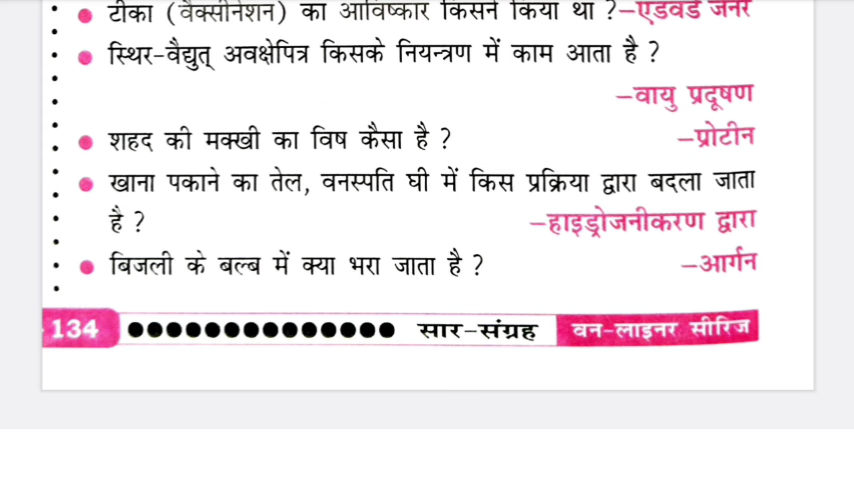 ● टीका (वैक्सीनेशन) का आविष्कार किसने किया था ?–एडवर्ड जेनर
● स्थिर-वैद्युत् अवक्षेपित्र किसके नियन्त्रण में काम आता है ?
–वायु प्रदूषण
● शहद की मक्खी का विष कैसा है ? –प्रोटीन
● खाना पकाने का तेल, वनस्पति घी में किस प्रक्रिया द्वारा बदला जाता
है ? –हाइड्रोजनीकरण द्वारा
● बिजली के बल्ब में क्या भरा जाता है ? –आर्गन
134 ●●●●●●●●●●●●●● सार-संग्रह वन-लाइनर सीरिज